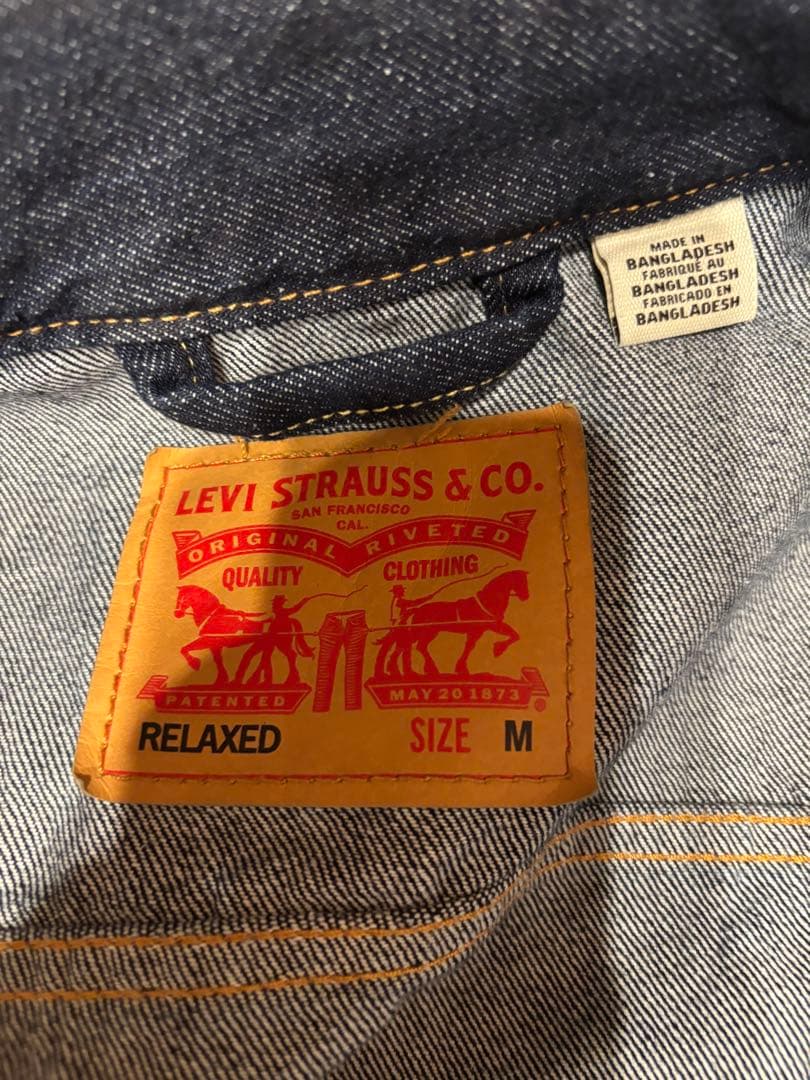 MADE IN
BANGLADESH
FABRIQUÉ AU
BANGLADESH
FABRICADO EN
BANGLADESH
LEVI STRAUSS & CO.
SAN FRANCISCO
CAL.
ORIGINAL RIVETED
QUALITY CLOTHING
PATENTED MAY 20 1873 ®
RELAXED SIZE M